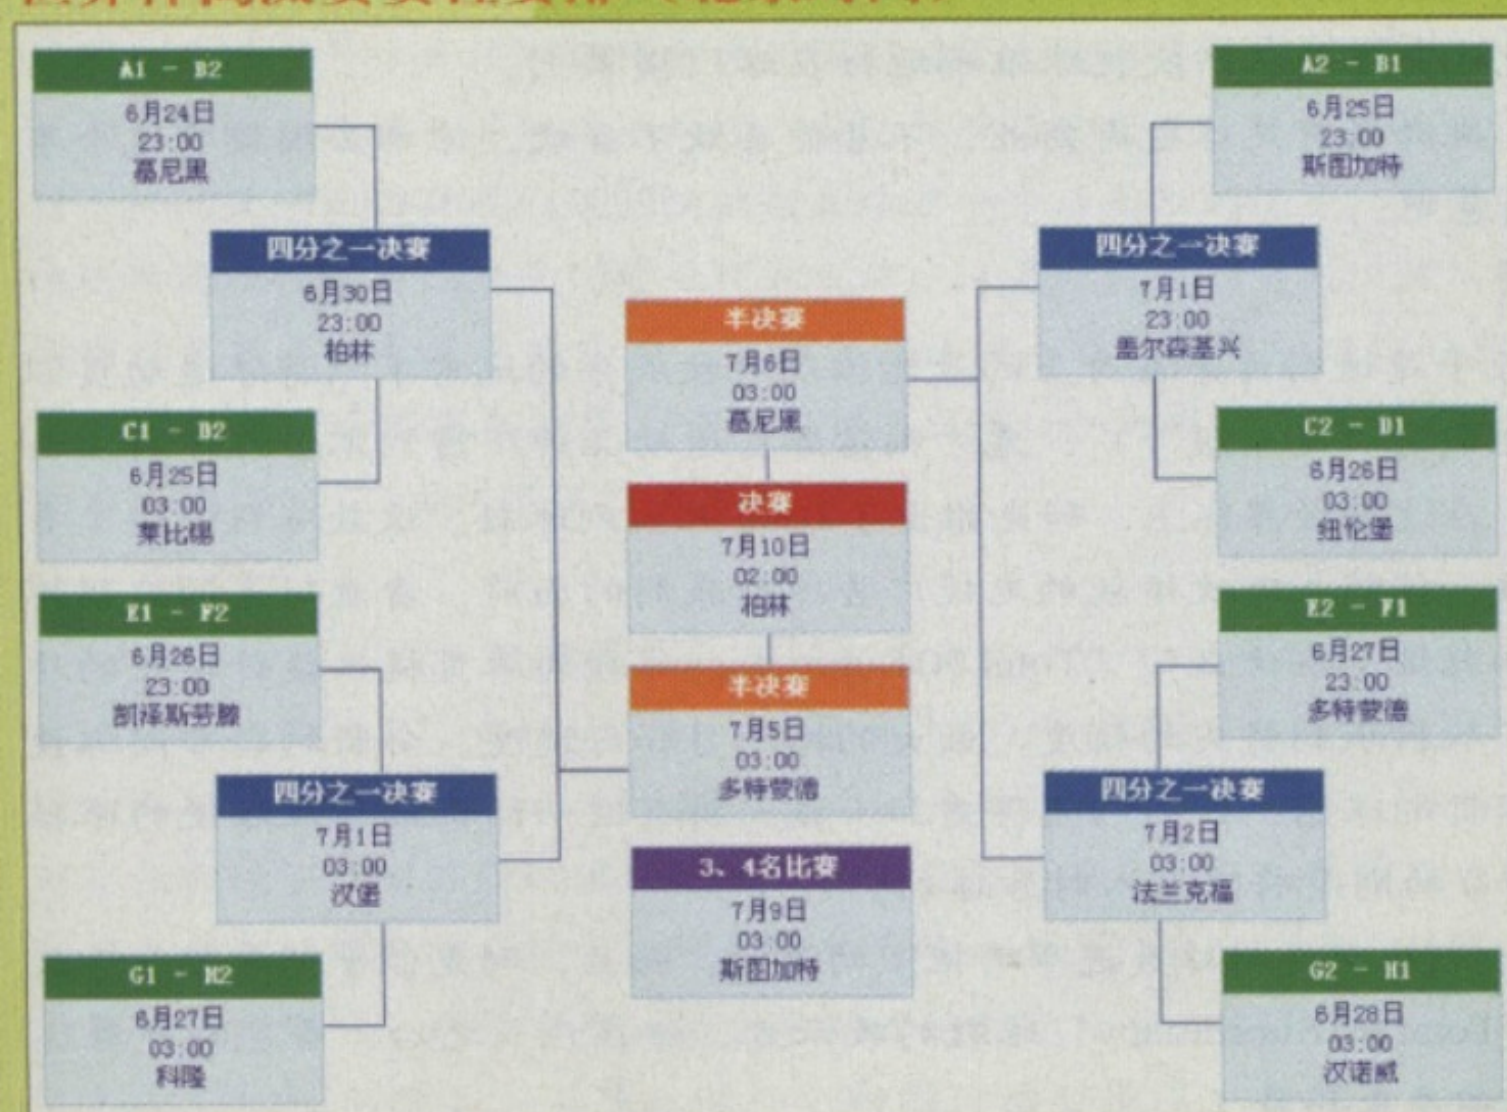 A1 - B2
6月24日
23:00
慕尼黑
四分之一决赛
6月30日
23:00
柏林
C1 - D2
6月25日
03:00
莱比锡
E1 - F2
6月26日
23:00
凯泽斯劳滕
四分之一决赛
7月1日
03:00
汉堡
G1 - H2
6月27日
03:00
科隆
半决赛
7月6日
03:00
慕尼黑
决赛
7月10日
02:00
柏林
半决赛
7月5日
03:00
多特蒙德
3、4名比赛
7月9日
03:00
斯图加特
A2 - B1
6月25日
23:00
斯图加特
四分之一决赛
7月1日
23:00
盖尔森基兴
C2 - D1
6月26日
03:00
纽伦堡
E2 - F1
6月27日
23:00
多特蒙德
四分之一决赛
7月2日
03:00
法兰克福
G2 - H1
6月28日
03:00
汉诺威